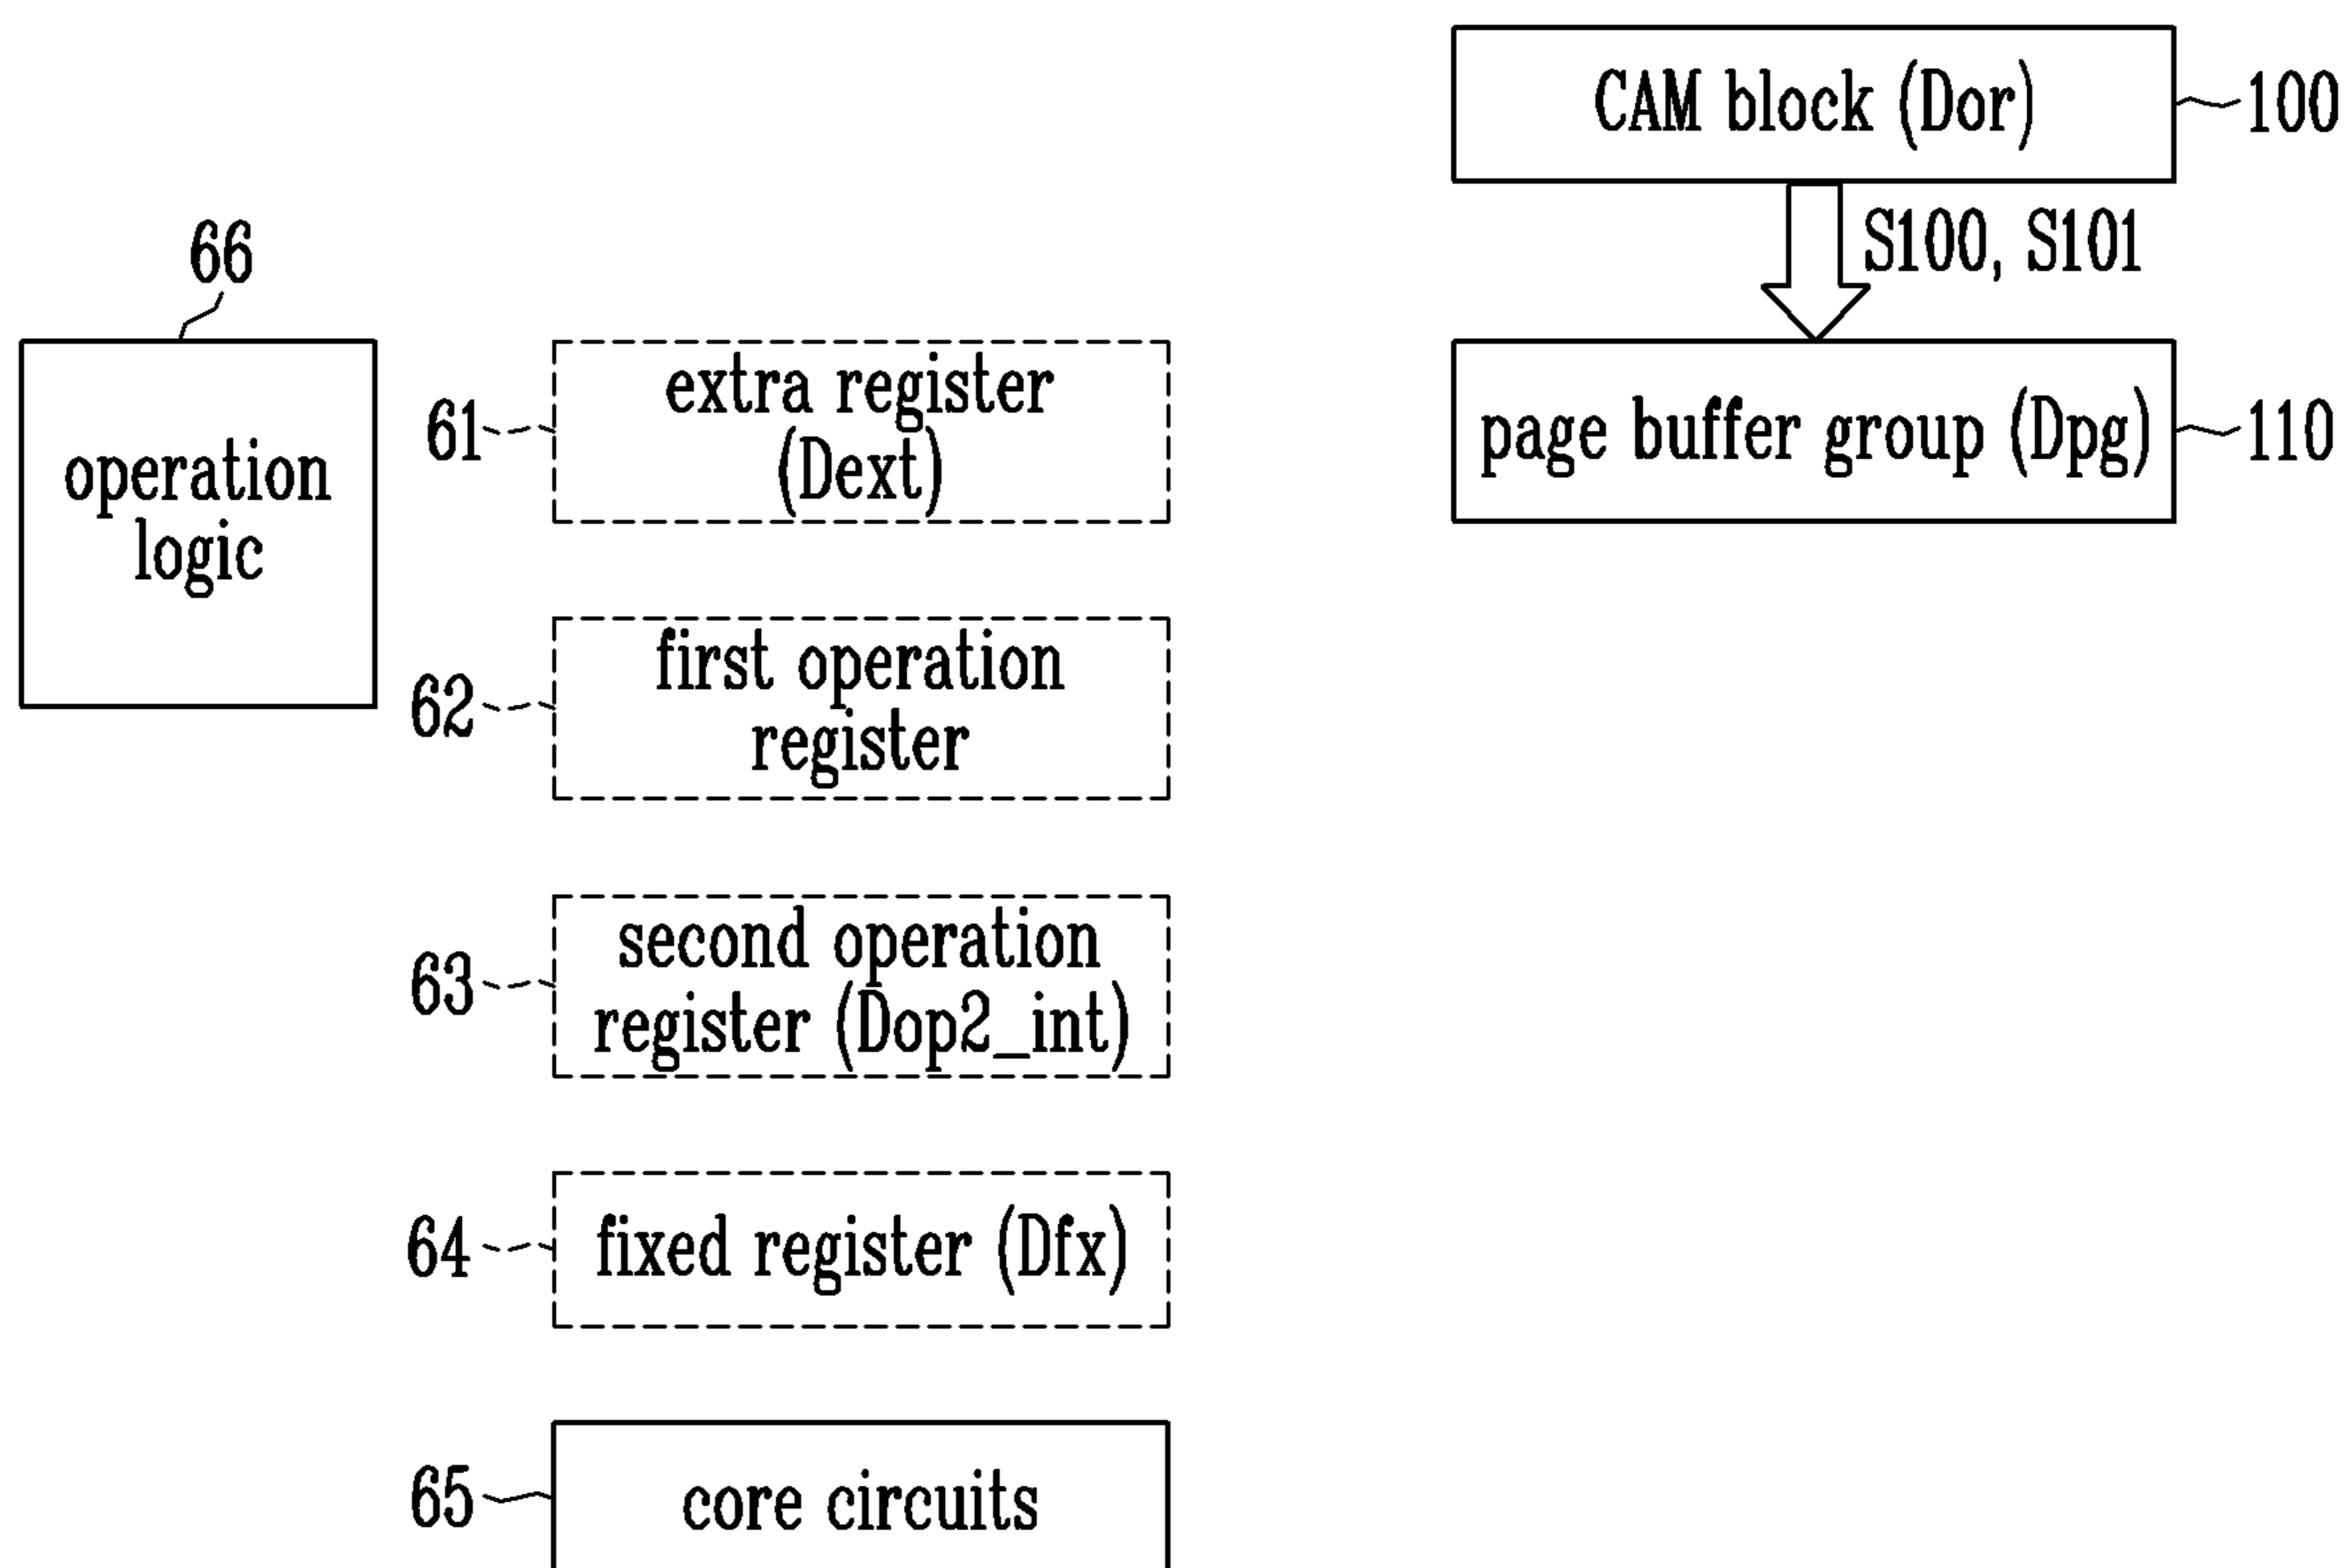 CAM block (Dor)
100
S100, S101
66
operation
logic
61
extra register
(Dext)
page buffer group (Dpg)
110
62
first operation
register
63
second operation
register (Dop2_int)
64
fixed register (Dfx)
65
core circuits